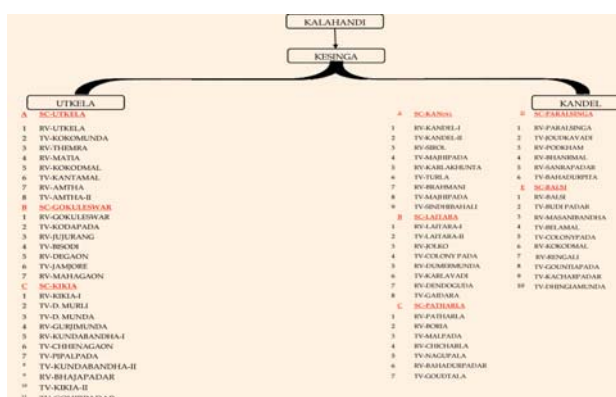 KALAHANDI
KESINGA
UTKELA
A SC-UTKELA
1 RV-UTKELA
2 TV-KOKOMUNDA
3 RV-THEMRA
4 RV-MATIA
5 RV-KOKODMAL
6 TV-KANTAMAL
7 RV-AMTHA
8 TV-AMTHA-II
B SC-GOKULESWAR
1 RV-GOKULESWAR
2 TV-KODAPADA
3 RV-JUJURANG
4 TV-BISODI
5 RV-DEGAON
6 TV-JAMJORE
7 RV-MAHAGAON
C SC-KIKIA
1 RV-KIKIA-I
2 TV-D. MURLI
3 TV-D. MUNDA
4 RV-GURJIMUNDA
5 RV-KUNDABANDHA-I
6 TV-CHHENAGAON
7 TV-PIPALPADA
8 TV-KUNDABANDHA-II
9 RV-BHAJAPADAR
10 TV-KIKIA-II
KANDEL
1 RV-KANDEL-I
2 TV-KANDEL-II
3 RV-SIROL
4 TV-MAJHIPADA
5 RV-KARLAKHUNTA
6 TV-TURLA
7 RV-BRAHMANI
8 TV-MAJHIPADA
9 TV-SINDHIBAHALI
B SC-LAITARA
1 RV-LAITARA-I
2 TV-LAITARA-II
3 RV-JOLKO
4 TV-COLONY PADA
5 RV-DUMERMUNDA
6 TV-KARLAVADI
7 RV-DENDOGUDA
8 TV-GAIDARA
C SC-PATHARLA
1 RV-PATHARLA
2 RV-BORIA
3 TV-MALPADA
4 RV-CHICHARLA
5 TV-NAGUPALA
6 RV-BAHADURPADAR
7 TV-GOUDTALA
D SC-PARALSINGA
1 RV-PARALSINGA
2 TV-JOUDKAVADI
3 RV-PODKHAM
4 RV-BHANRMAL
5 RV-SANRAPADAR
6 TV-BAHADURPITA
E SC-BALSI
1 RV-BALSI
2 TV-BUDI PADAR
3 RV-MASANIBANDHA
4 TV-BELAMAL
5 TV-COLONYPADA
6 RV-KOKODMAL
7 RV-RENGALI
8 TV-GOUNTIAPADA
9 TV-KACHARPADAR
10 TV-DHINGIAMUNDA